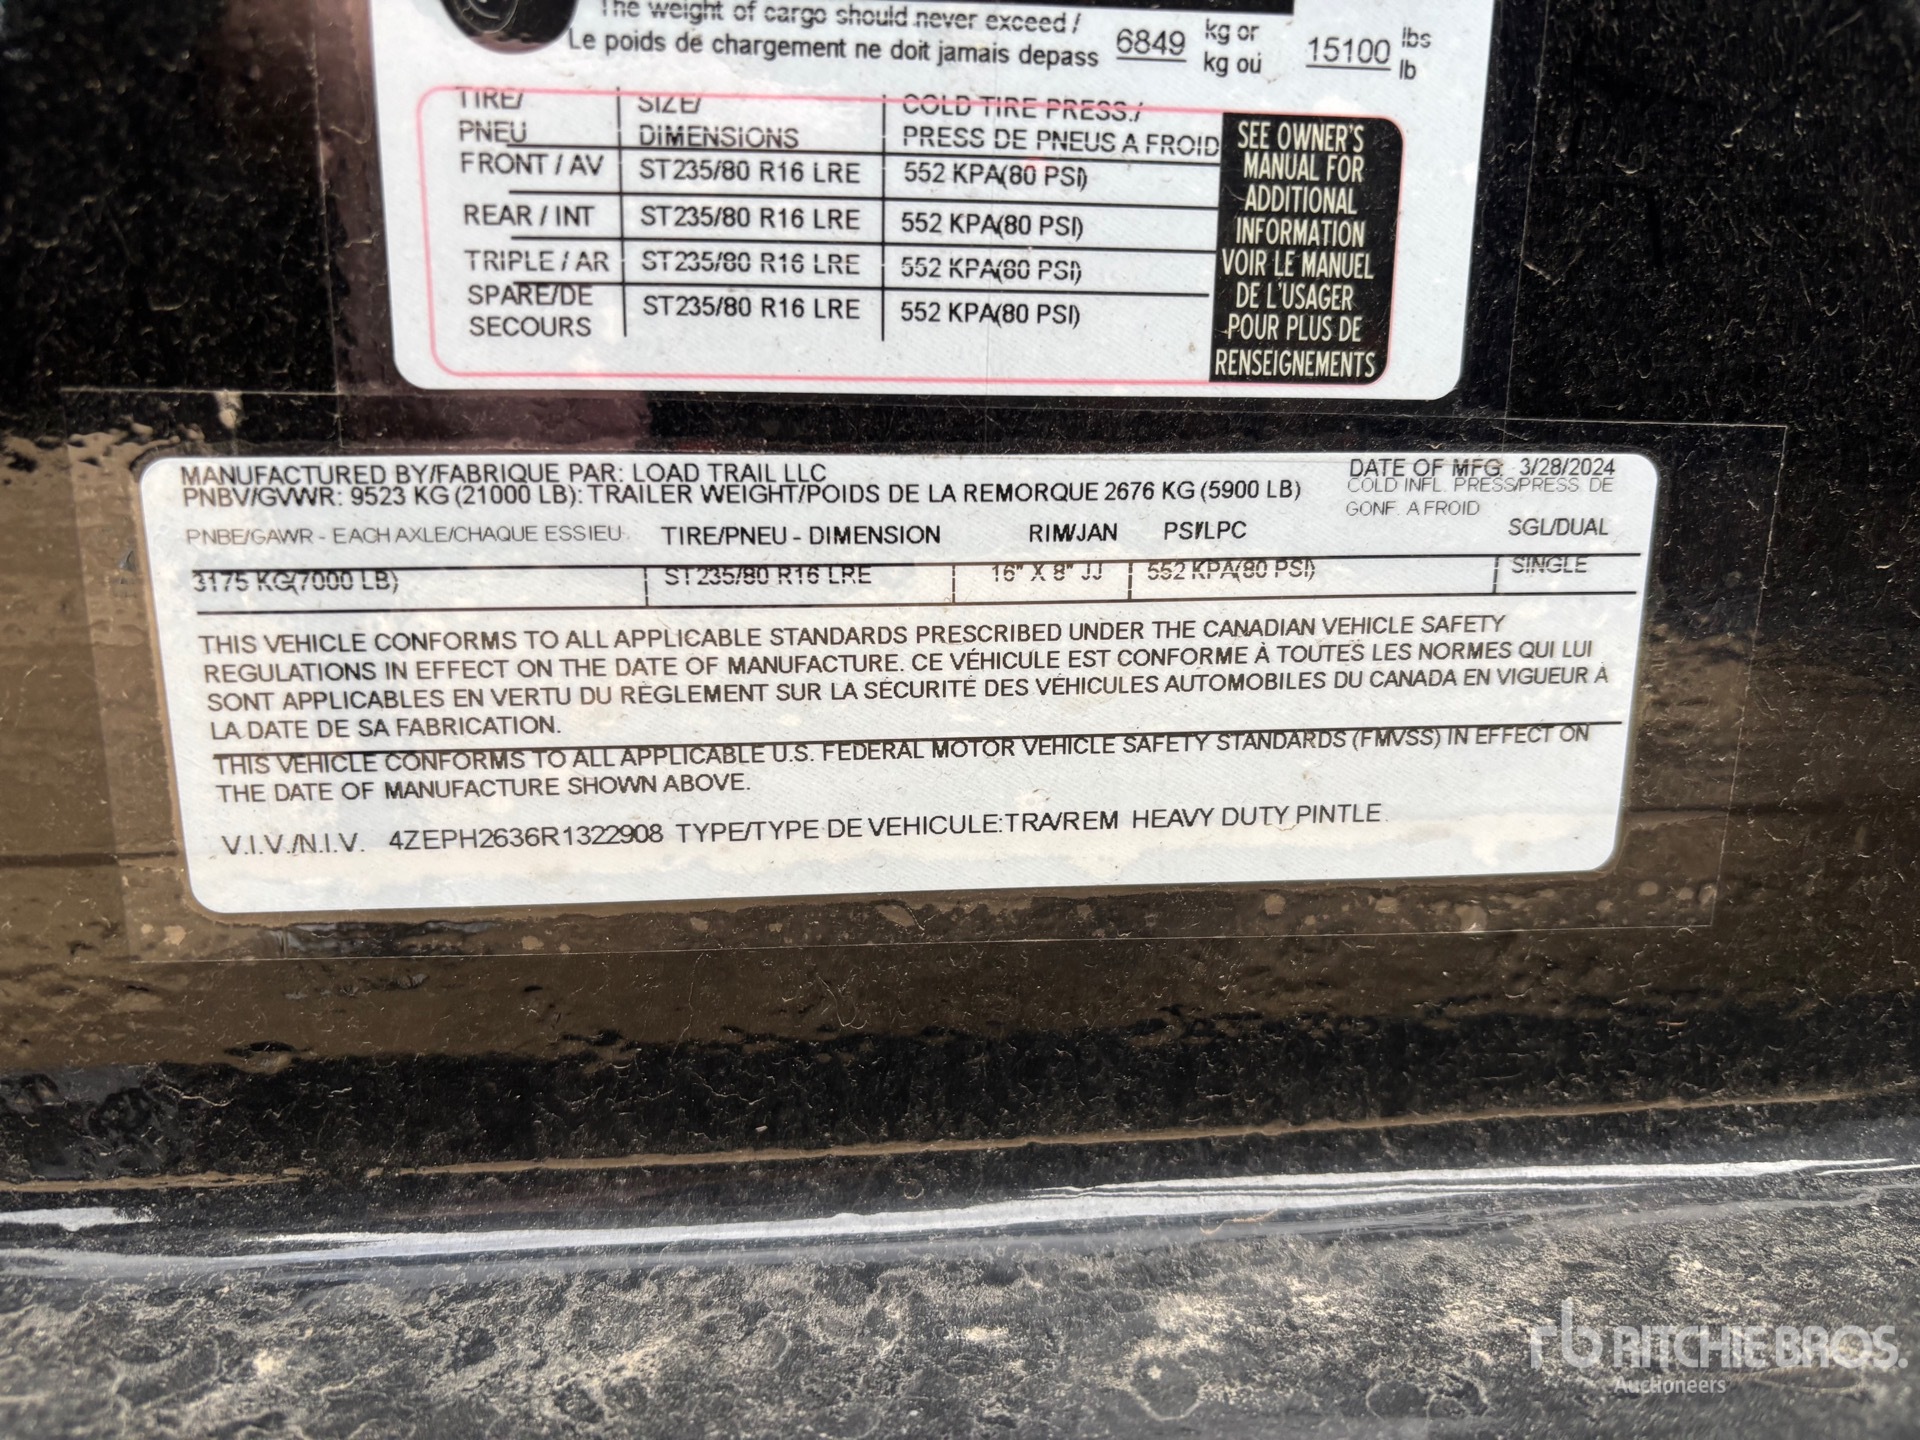 The weight of cargo should never exceed / 6849 kg or 15100 lbs
Le poids de chargement ne doit jamais depass kg où lb
TIRE/ SIZE/ COLD TIRE PRESS./
PNEU DIMENSIONS PRESS DE PNEUS A FROID
FRONT / AV ST235/80 R16 LRE 552 KPA(80 PSI)
REAR / INT ST235/80 R16 LRE 552 KPA(80 PSI)
TRIPLE / AR ST235/80 R16 LRE 552 KPA(80 PSI)
SPARE/DE
SECOURS ST235/80 R16 LRE 552 KPA(80 PSI)
SEE OWNER'S
MANUAL FOR
ADDITIONAL
INFORMATION
VOIR LE MANUEL
DE L'USAGER
POUR PLUS DE
RENSEIGNEMENTS
MANUFACTURED BY/FABRIQUE PAR: LOAD TRAIL LLC DATE OF MFG 3/28/2024
PNBV/GVWR: 9523 KG (21000 LB): TRAILER WEIGHT/POIDS DE LA REMORQUE 2676 KG (5900 LB) COLD INFL. PRESS/PRESS DE
GONF. A FROID
PNBE/GAWR - EACH AXLE/CHAQUE ESSIEU TIRE/PNEU - DIMENSION RIM/JAN PSI/LPC SGL/DUAL
3175 KG(7000 LB) ST235/80 R16 LRE 16" X 8" JJ 552 KPA(80 PSI) SINGLE
THIS VEHICLE CONFORMS TO ALL APPLICABLE STANDARDS PRESCRIBED UNDER THE CANADIAN VEHICLE SAFETY
REGULATIONS IN EFFECT ON THE DATE OF MANUFACTURE. CE VÉHICULE EST CONFORME À TOUTES LES NORMES QUI LUI
SONT APPLICABLES EN VERTU DU RÈGLEMENT SUR LA SÉCURITÉ DES VÉHICULES AUTOMOBILES DU CANADA EN VIGUEUR À
LA DATE DE SA FABRICATION.
THIS VEHICLE CONFORMS TO ALL APPLICABLE U.S. FEDERAL MOTOR VEHICLE SAFETY STANDARDS (FMVSS) IN EFFECT ON
THE DATE OF MANUFACTURE SHOWN ABOVE.
V.I.V./N.I.V. 4ZEPH2636R1322908 TYPE/TYPE DE VEHICULE:TRA/REM HEAVY DUTY PINTLE
rb RITCHIE BROS.
Auctioneers